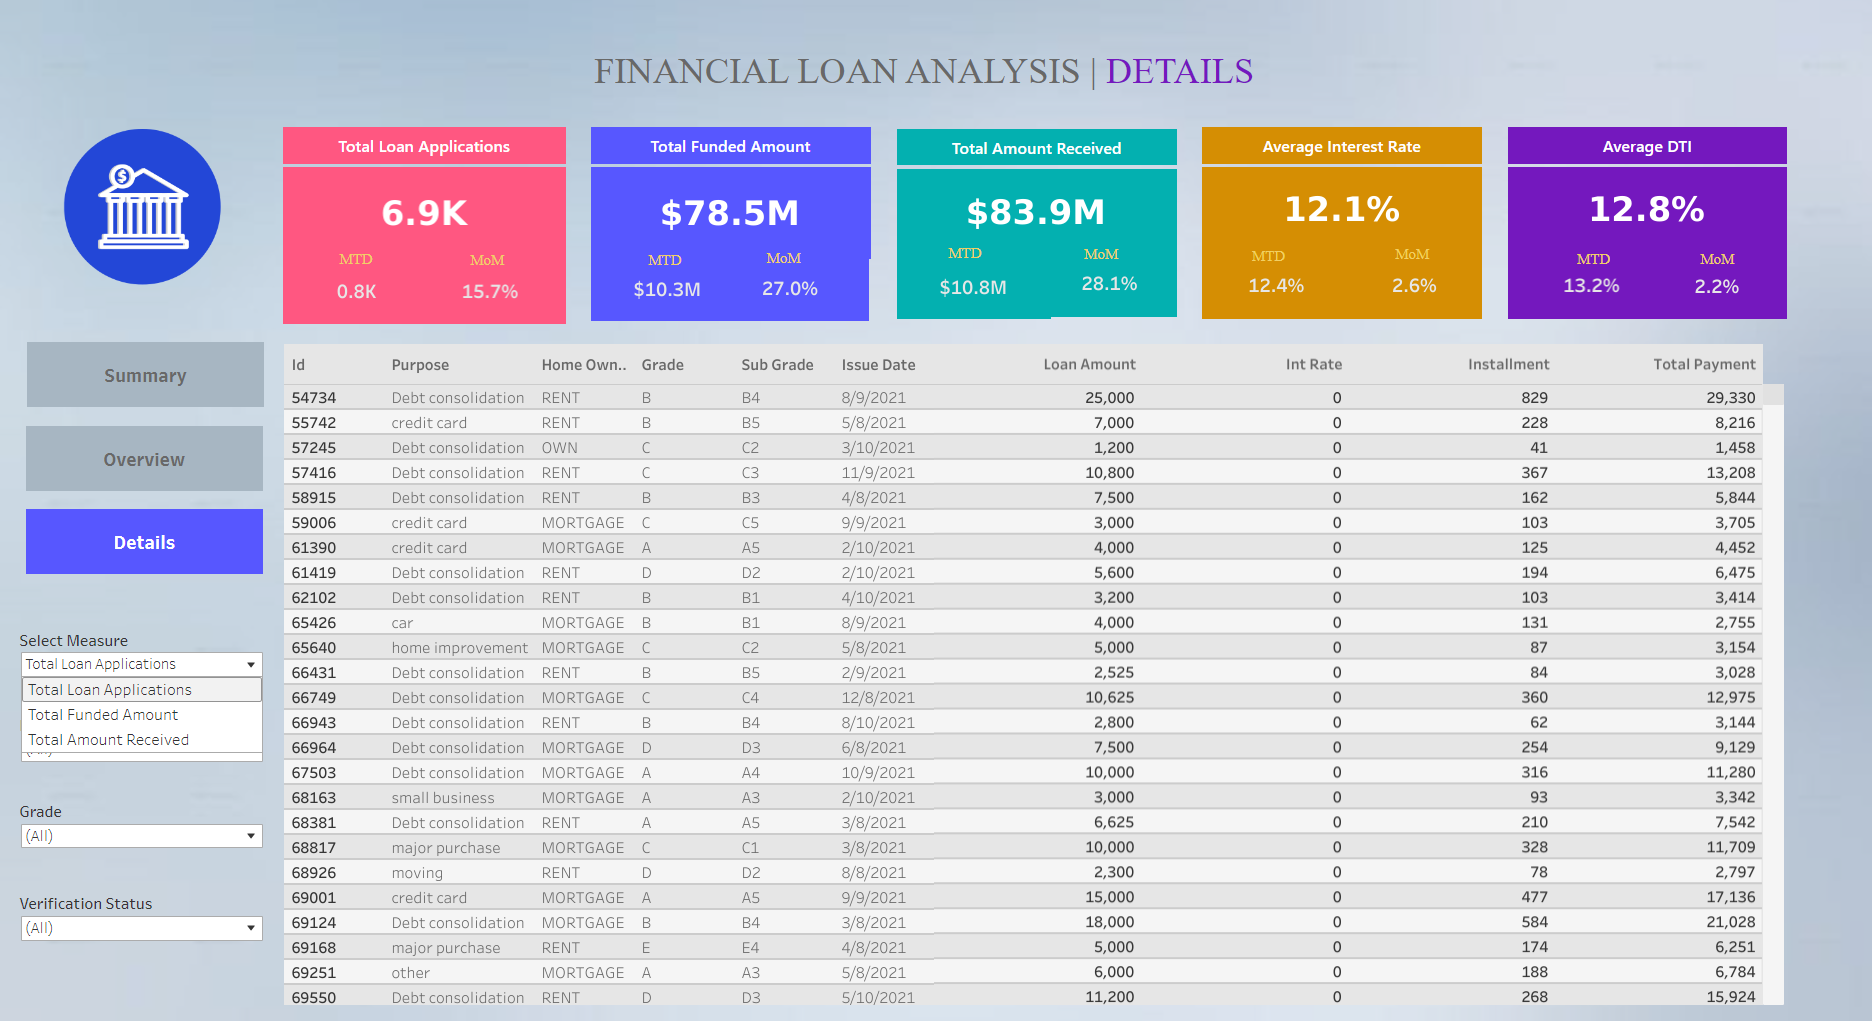 FINANCIAL LOAN ANALYSIS | DETAILS
Total Loan Applications
6.9K
MTD MoM
0.8K 15.7%
Total Funded Amount
$78.5M
MTD MoM
$10.3M 27.0%
Total Amount Received
$83.9M
MTD MoM
$10.8M 28.1%
Average Interest Rate
12.1%
MTD MoM
12.4% 2.6%
Average DTI
12.8%
MTD MoM
13.2% 2.2%
Summary
Overview
Details
Select Measure
Total Loan Applications
Total Loan Applications
Total Funded Amount
Total Amount Received
Grade
(All)
Verification Status
(All)
Id Purpose Home Own.. Grade Sub Grade Issue Date Loan Amount Int Rate Installment Total Payment
54734 Debt consolidation RENT B B4 8/9/2021 25,000 0 829 29,330
55742 credit card RENT B B5 5/8/2021 7,000 0 228 8,216
57245 Debt consolidation OWN C C2 3/10/2021 1,200 0 41 1,458
57416 Debt consolidation RENT C C3 11/9/2021 10,800 0 367 13,208
58915 Debt consolidation RENT B B3 4/8/2021 7,500 0 162 5,844
59006 credit card MORTGAGE C C5 9/9/2021 3,000 0 103 3,705
61390 credit card MORTGAGE A A5 2/10/2021 4,000 0 125 4,452
61419 Debt consolidation RENT D D2 2/10/2021 5,600 0 194 6,475
62102 Debt consolidation RENT B B1 4/10/2021 3,200 0 103 3,414
65426 car MORTGAGE B B1 8/9/2021 4,000 0 131 2,755
65640 home improvement MORTGAGE C C2 5/8/2021 5,000 0 87 3,154
66431 Debt consolidation RENT B B5 2/9/2021 2,525 0 84 3,028
66749 Debt consolidation MORTGAGE C C4 12/8/2021 10,625 0 360 12,975
66943 Debt consolidation RENT B B4 8/10/2021 2,800 0 62 3,144
66964 Debt consolidation MORTGAGE D D3 6/8/2021 7,500 0 254 9,129
67503 Debt consolidation MORTGAGE A A4 10/9/2021 10,000 0 316 11,280
68163 small business MORTGAGE A A3 2/10/2021 3,000 0 93 3,342
68381 Debt consolidation RENT A A5 3/8/2021 6,625 0 210 7,542
68817 major purchase MORTGAGE C C1 3/8/2021 10,000 0 328 11,709
68926 moving RENT D D2 8/8/2021 2,300 0 78 2,797
69001 credit card MORTGAGE A A5 9/9/2021 15,000 0 477 17,136
69124 Debt consolidation MORTGAGE B B4 3/8/2021 18,000 0 584 21,028
69168 major purchase RENT E E4 4/8/2021 5,000 0 174 6,251
69251 other MORTGAGE A A3 5/8/2021 6,000 0 188 6,784
69550 Debt consolidation RENT D D3 5/10/2021 11,200 0 268 15,924